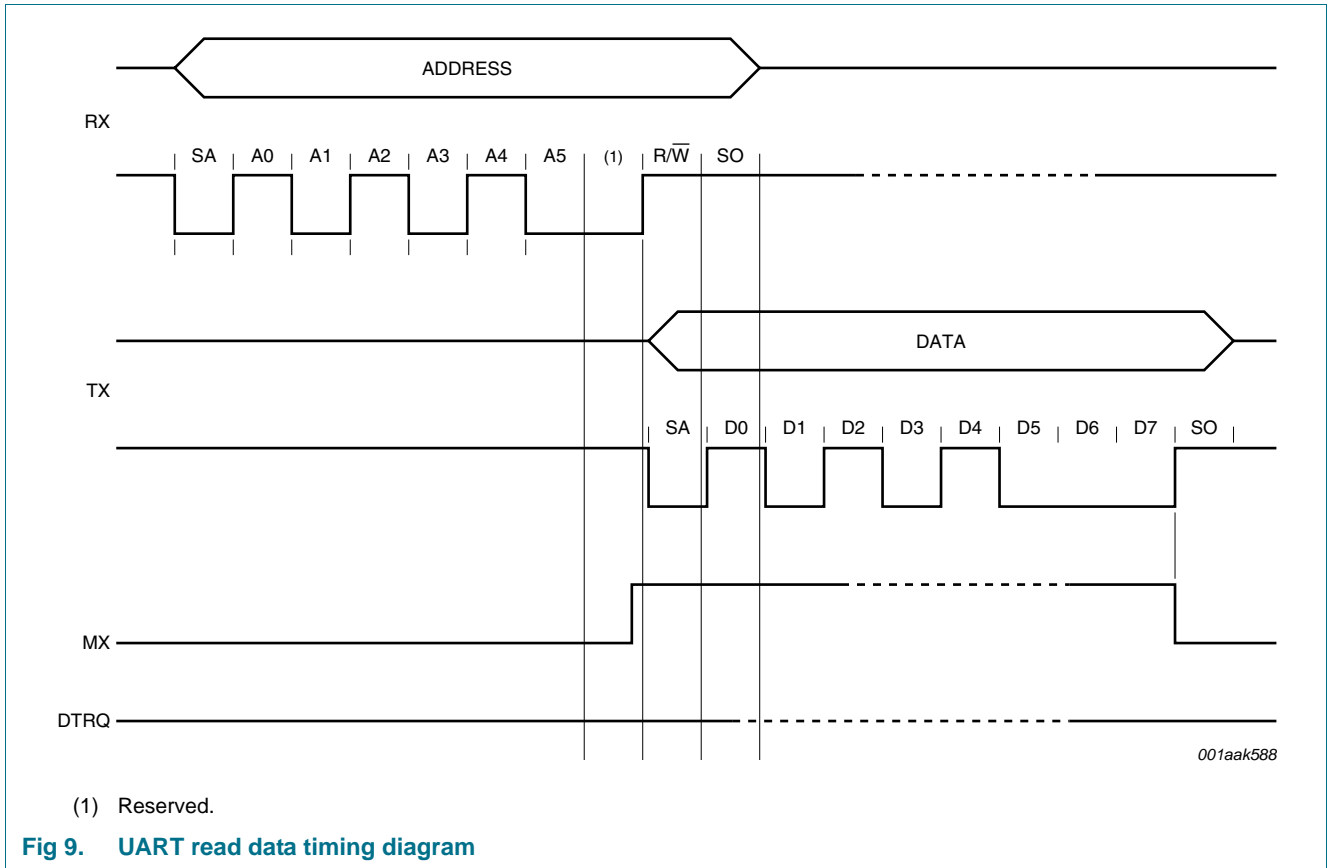 ADDRESS
RX
SA A0 A1 A2 A3 A4 A5 (1) R/W̅ SO
DATA
TX
SA D0 D1 D2 D3 D4 D5 D6 D7 SO
MX
DTRQ
001aak588
(1) Reserved.
Fig 9. UART read data timing diagram